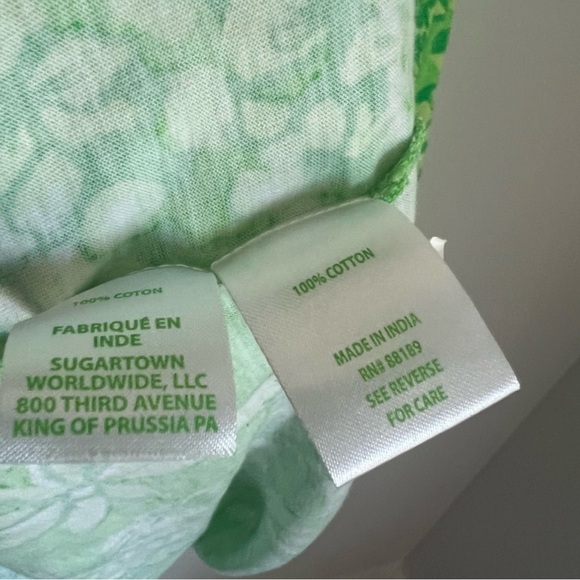 100% COTON
FABRIQUÉ EN
INDE
SUGARTOWN
WORLDWIDE, LLC
800 THIRD AVENUE
KING OF PRUSSIA PA
100% COTTON
MADE IN INDIA
RN# 88189
SEE REVERSE
FOR CARE